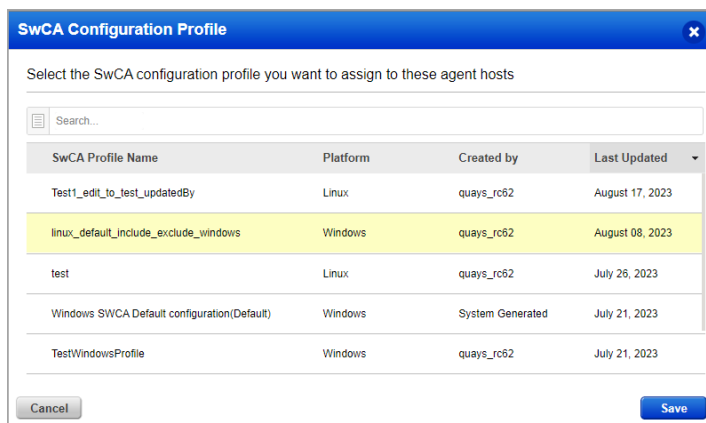 SwCA Configuration Profile
Select the SwCA configuration profile you want to assign to these agent hosts
Search...
SwCA Profile Name Platform Created by Last Updated
Test1_edit_to_test_updatedBy Linux quays_rc62 August 17, 2023
linux_default_include_exclude_windows Windows quays_rc62 August 08, 2023
test Linux quays_rc62 July 26, 2023
Windows SWCA Default configuration(Default) Windows System Generated July 21, 2023
TestWindowsProfile Windows quays_rc62 July 21, 2023
Cancel Save